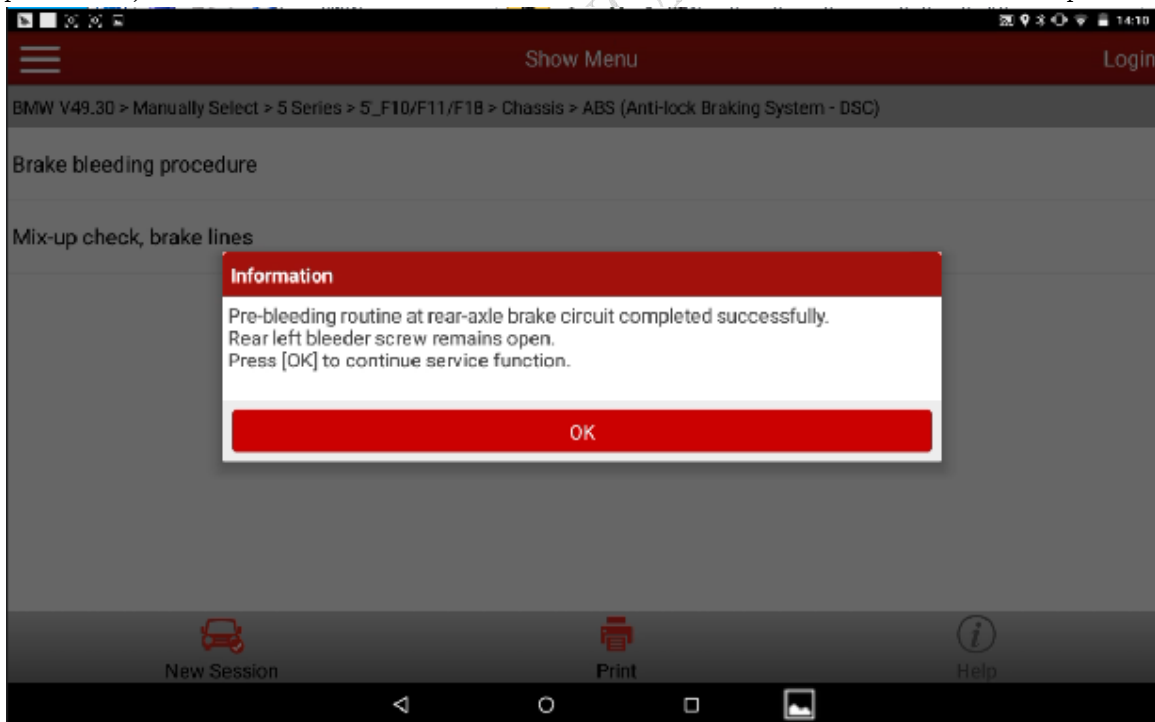 14:10
Show Menu
Login
BMW V49.30 > Manually Select > 5 Series > 5'_F10/F11/F18 > Chassis > ABS (Anti-lock Braking System - DSC)
Brake bleeding procedure
Mix-up check, brake lines
Information
Pre-bleeding routine at rear-axle brake circuit completed successfully.
Rear left bleeder screw remains open.
Press [OK] to continue service function.
OK
New Session
Print
Help